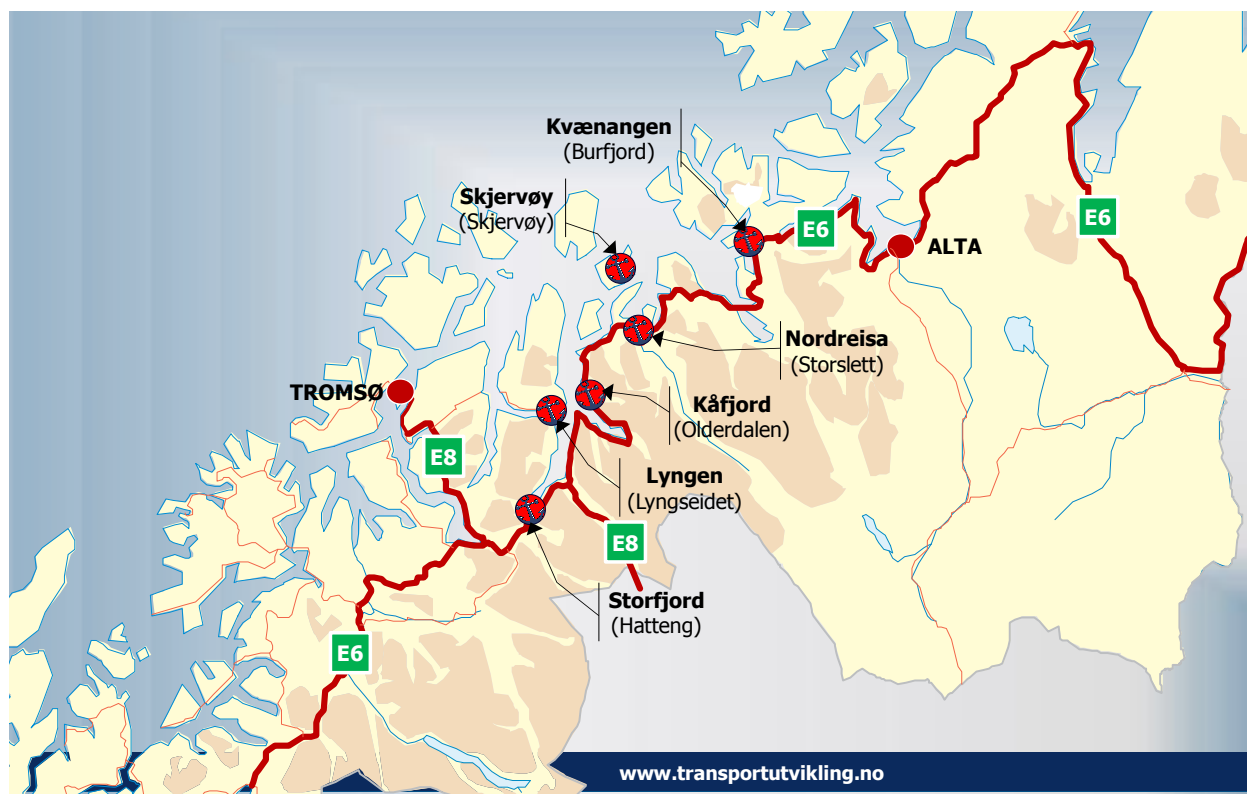 Kvænangen
(Burfjord)
Skjervøy
(Skjervøy)
E6
E6
ALTA
Nordreisa
(Storslett)
TROMSØ
Kåfjord
(Olderdalen)
E8
Lyngen
(Lyngseidet)
E8
Storfjord
(Hatteng)
E6
www.transportutvikling.no